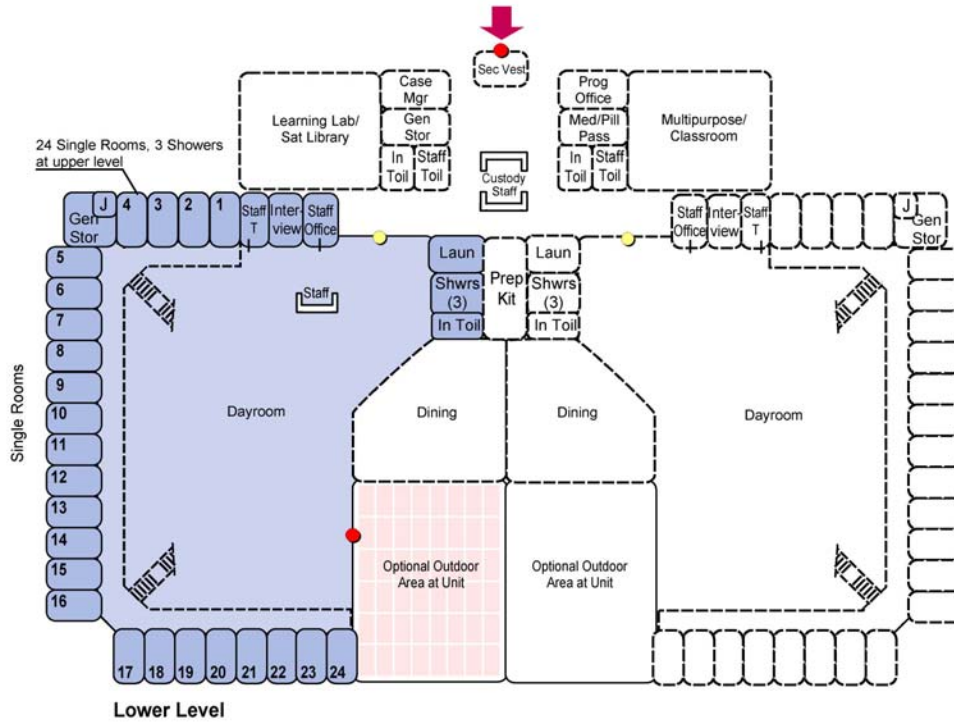 Sec Vest
Learning Lab/
Sat Library
Case
Mgr
Gen
Stor
In
Toil
Staff
Toil
Prog
Office
Med/Pill
Pass
In
Toil
Staff
Toil
Multipurpose/
Classroom
Custody
Staff
24 Single Rooms, 3 Showers
at upper level
Gen
Stor
J
4
3
2
1
Staff
T
Inter-
view
Staff
Office
Staff
Office
Inter-
view
Staff
T
J
Gen
Stor
Laun
Shwrs
(3)
In Toil
Prep
Kit
Laun
Shwrs
(3)
In Toil
Staff
5
6
7
8
9
10
11
12
13
14
15
16
Single Rooms
Dayroom
Dining
Dining
Dayroom
Optional Outdoor
Area at Unit
Optional Outdoor
Area at Unit
17
18
19
20
21
22
23
24
Lower Level